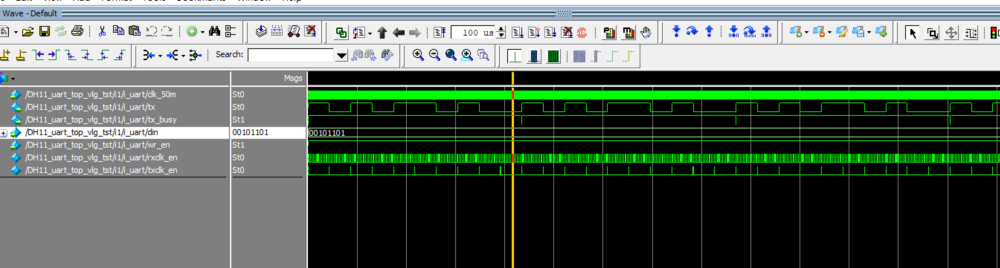 Wave - Default
100 us
Search:
Msgs
/DH11_uart_top_vlg_tst/i1/i_uart/clk_50m St0
/DH11_uart_top_vlg_tst/i1/i_uart/tx St0
/DH11_uart_top_vlg_tst/i1/i_uart/tx_busy St1
/DH11_uart_top_vlg_tst/i1/i_uart/din 00101101 00101101
/DH11_uart_top_vlg_tst/i1/i_uart/wr_en St1
/DH11_uart_top_vlg_tst/i1/i_uart/rxclk_en St0
/DH11_uart_top_vlg_tst/i1/i_uart/txclk_en St0